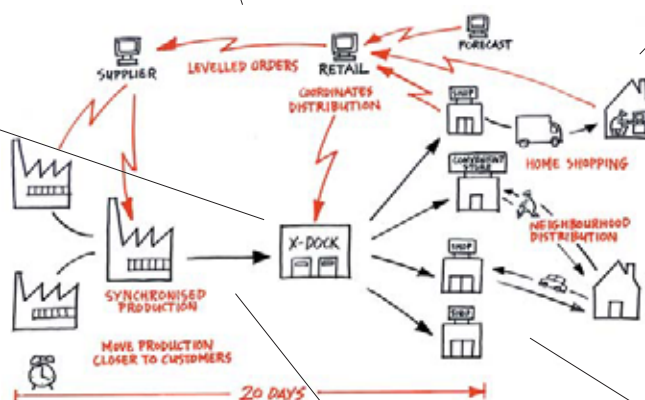 SUPPLIER
LEVELLED ORDERS
RETAIL
FORECAST
COORDINATES
DISTRIBUTION
SHOP
HOME SHOPPING
CONVENIENT
STORE
NEIGHBOURHOOD
DISTRIBUTION
X-DOCK
SHOP
SHOP
SYNCHRONISED
PRODUCTION
MOVE PRODUCTION
CLOSER TO CUSTOMERS
20 DAYS